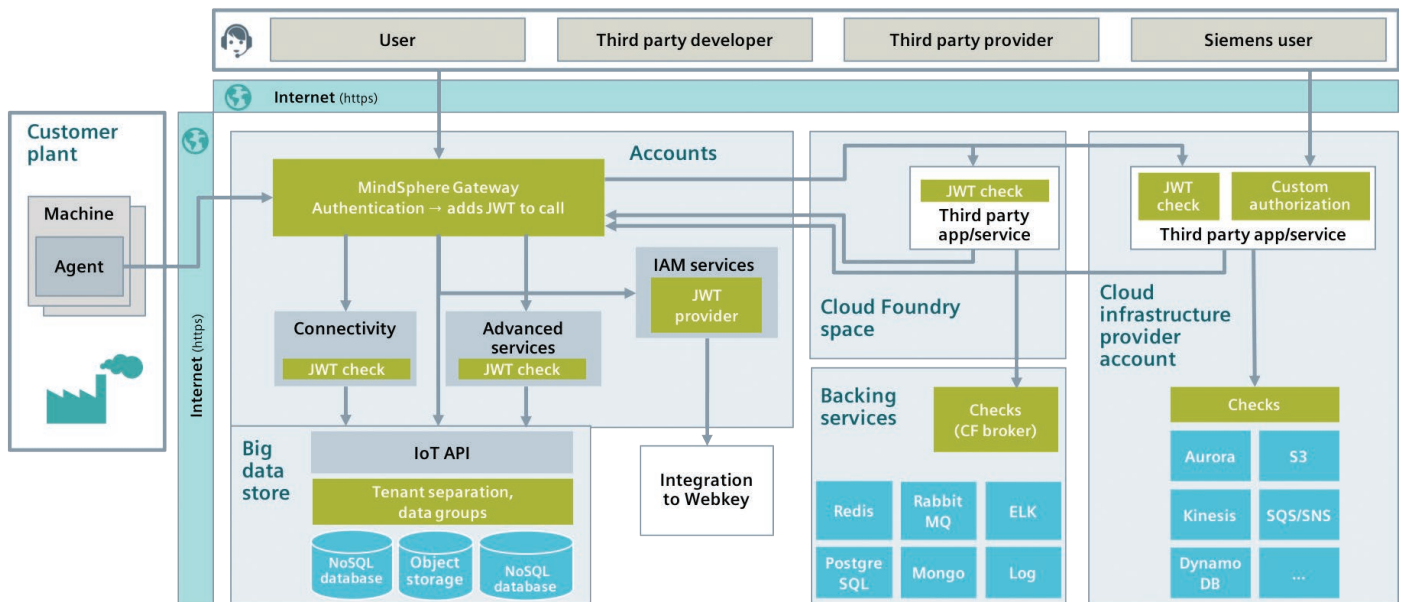 User
Third party developer
Third party provider
Siemens user
Internet (https)
Customer
plant
Machine
Agent
Internet (https)
Accounts
MindSphere Gateway
Authentication → adds JWT to call
IAM services
JWT
provider
Connectivity
JWT check
Advanced
services
JWT check
Big
data
store
IoT API
Tenant separation,
data groups
NoSQL
database
Object
storage
NoSQL
database
Integration
to Webkey
JWT check
Third party
app/service
Cloud Foundry
space
Backing
services
Checks
(CF broker)
Redis
Rabbit
MQ
ELK
Postgre
SQL
Mongo
Log
JWT
check
Custom
authorization
Third party app/service
Cloud
infrastructure
provider
account
Checks
Aurora
S3
Kinesis
SQS/SNS
Dynamo
DB
...